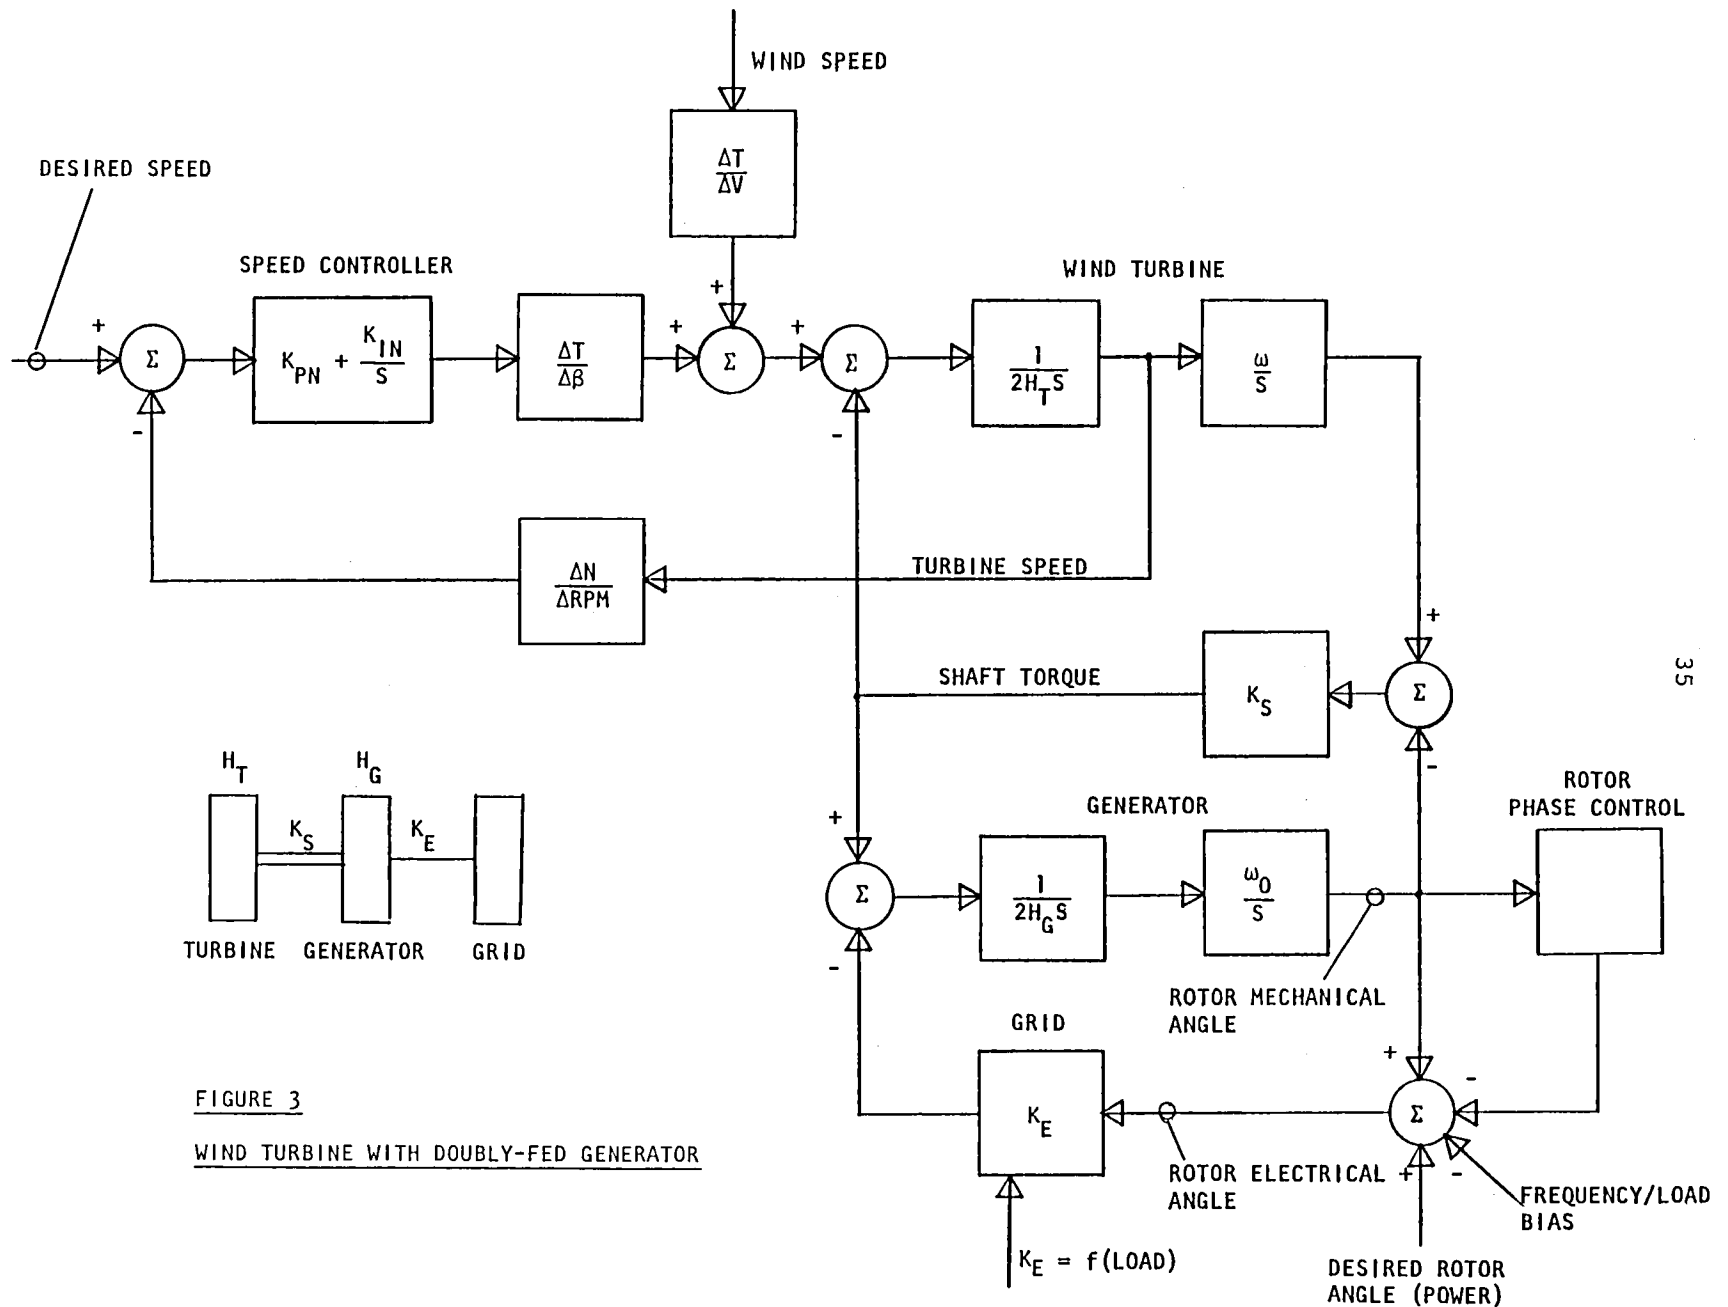 WIND SPEED
ΔT
ΔV
DESIRED SPEED
SPEED CONTROLLER
WIND TURBINE
+
+
+
+
Σ
K_PN + K_IN
S
ΔT
Δβ
Σ
Σ
1
2H_T S
ω
S
-
-
ΔN
ΔRPM
TURBINE SPEED
+
SHAFT TORQUE
K_S
Σ
35
-
H_T
H_G
K_S
K_E
TURBINE
GENERATOR
GRID
ROTOR
PHASE CONTROL
GENERATOR
+
Σ
1
2H_G S
ω_0
S
-
ROTOR MECHANICAL
ANGLE
GRID
K_E
+
-
Σ
ROTOR ELECTRICAL
ANGLE
+
-
FREQUENCY/LOAD
BIAS
K_E = f(LOAD)
DESIRED ROTOR
ANGLE (POWER)
FIGURE 3
WIND TURBINE WITH DOUBLY-FED GENERATOR